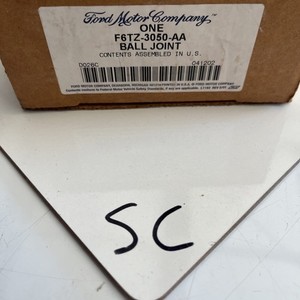 Ford Motor Company,
ONE
F6TZ-3050-AA
BALL JOINT
CONTENTS ASSEMBLED IN U.S.
D026C 041202
SC